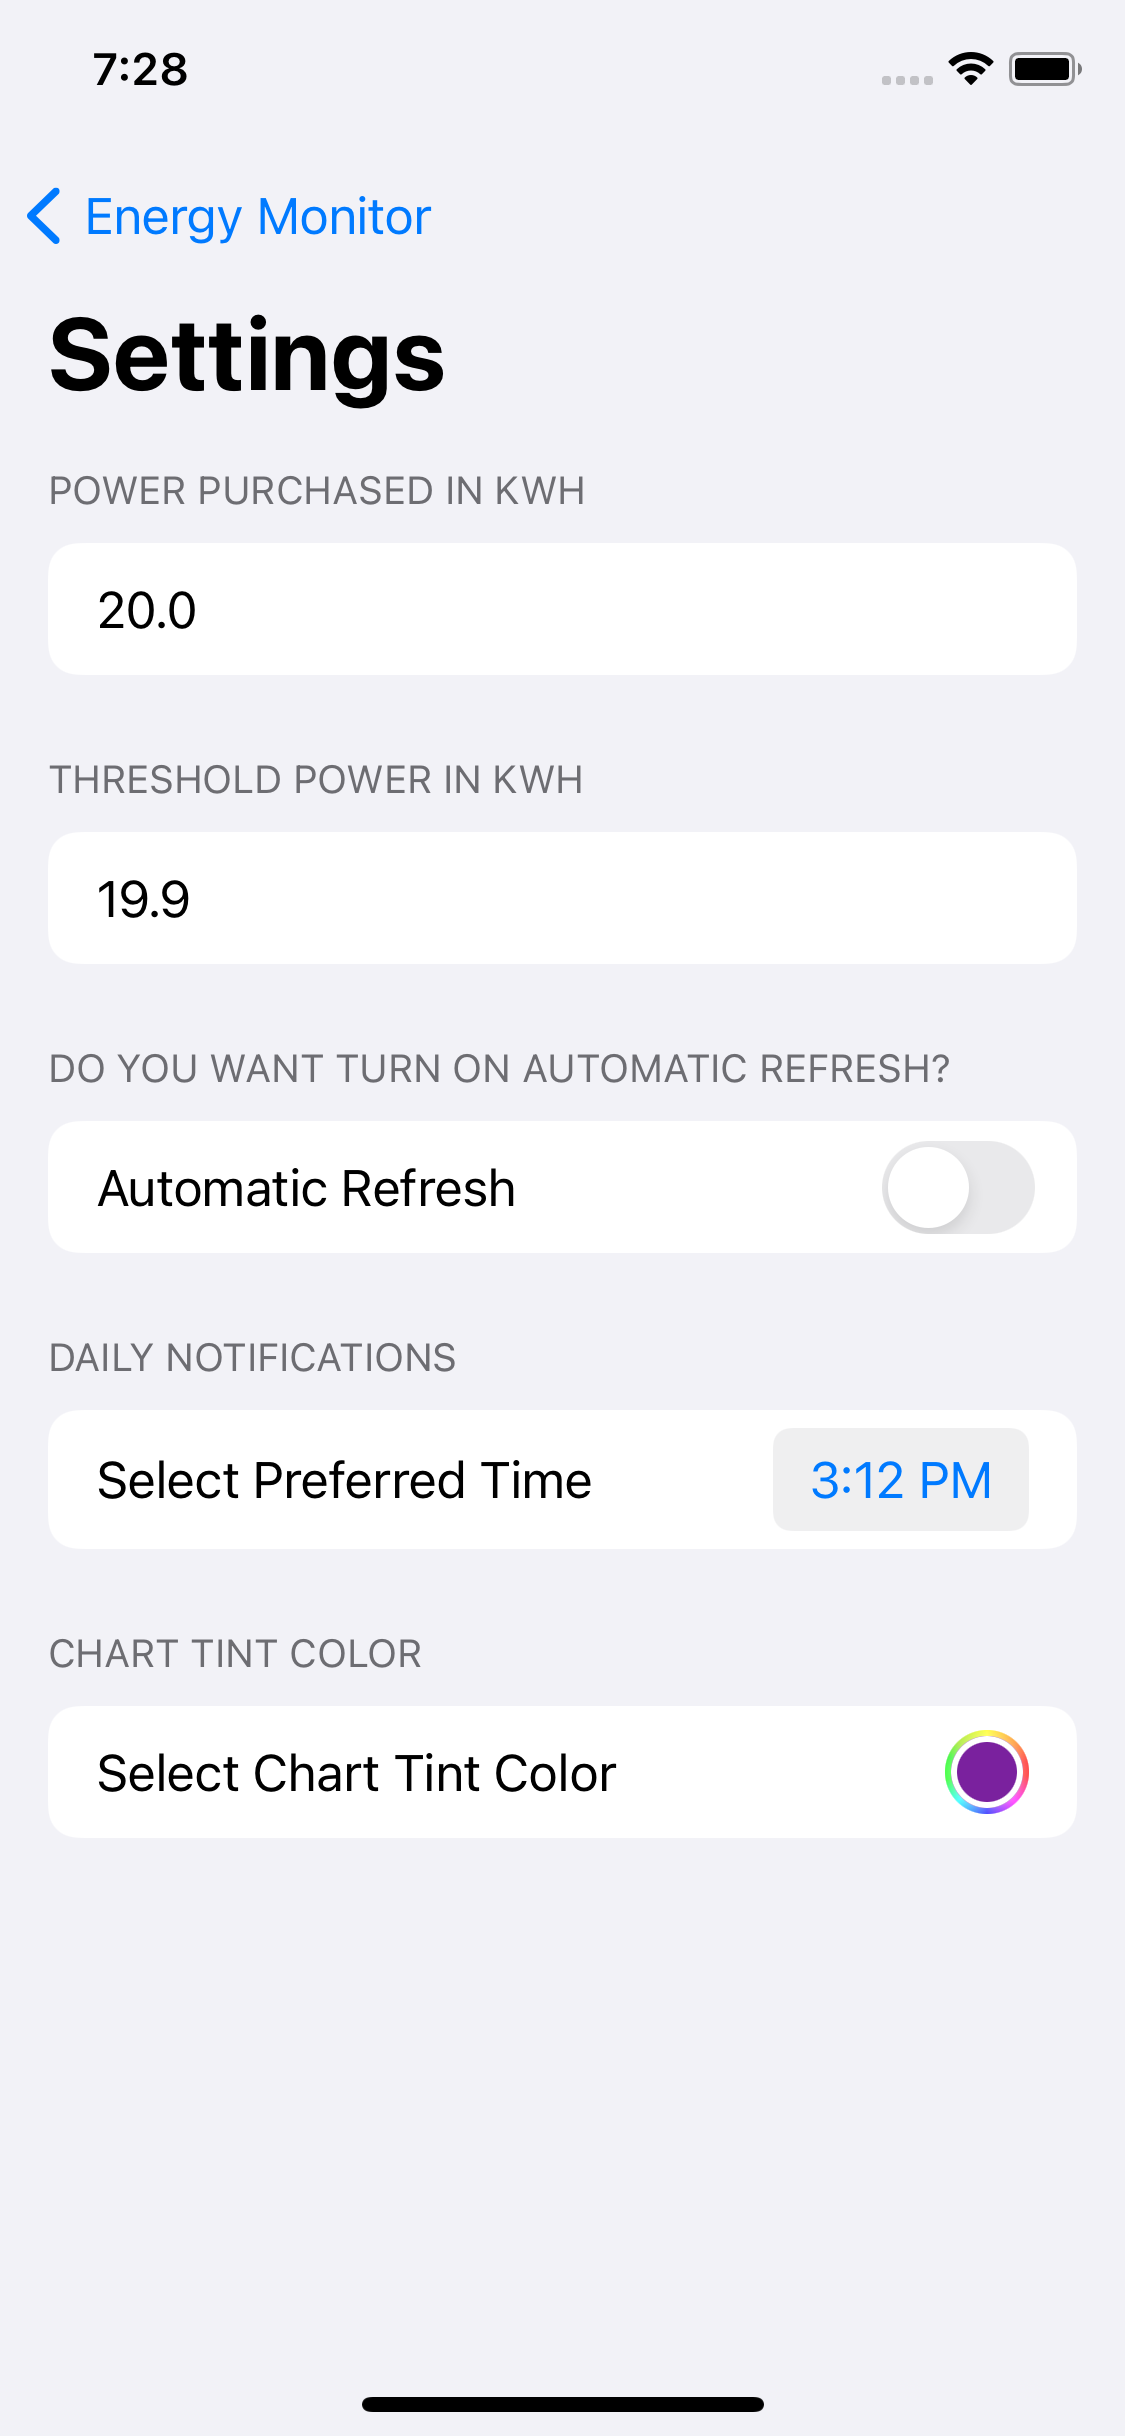 7:28
Energy Monitor
Settings
POWER PURCHASED IN KWH
20.0
THRESHOLD POWER IN KWH
19.9
DO YOU WANT TURN ON AUTOMATIC REFRESH?
Automatic Refresh
DAILY NOTIFICATIONS
Select Preferred Time 3:12 PM
CHART TINT COLOR
Select Chart Tint Color